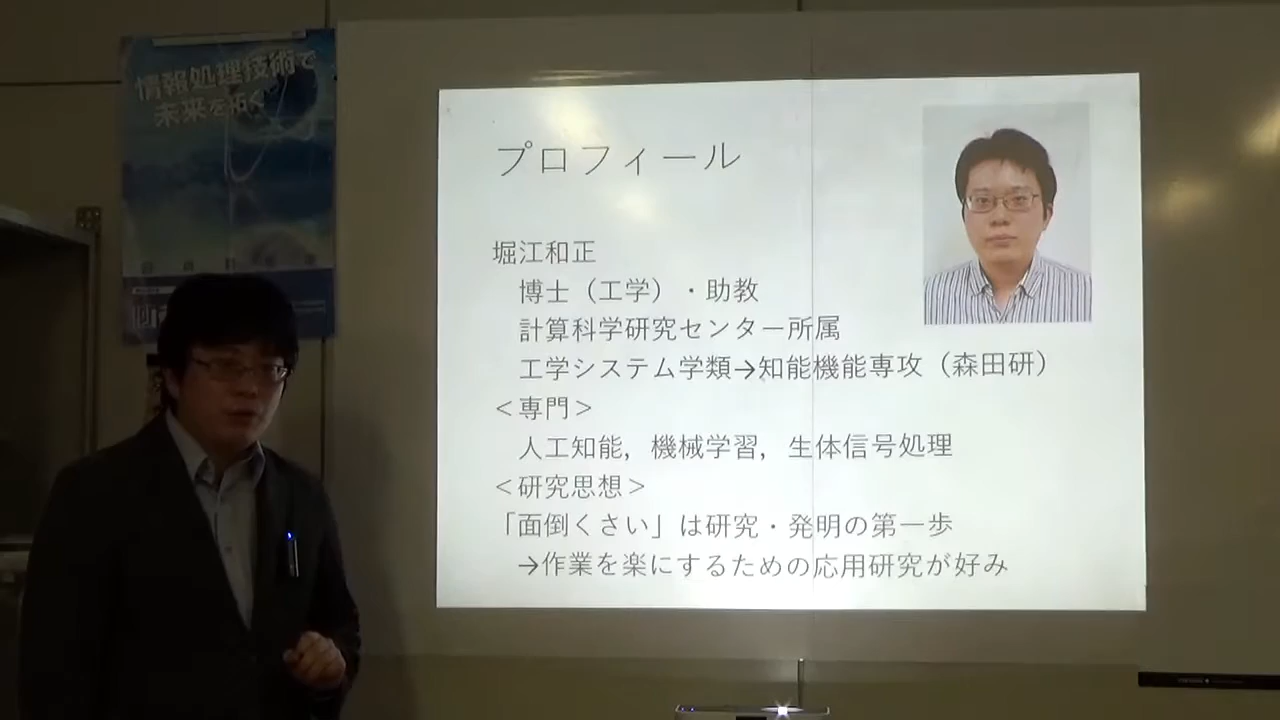 情報処理技術で
未来を拓く
プロフィール
堀江和正
博士（工学）・助教
計算科学研究センター所属
工学システム学類→知能機能専攻（森田研）
＜専門＞
人工知能，機械学習，生体信号処理
＜研究思想＞
「面倒くさい」は研究・発明の第一歩
→作業を楽にするための応用研究が好み